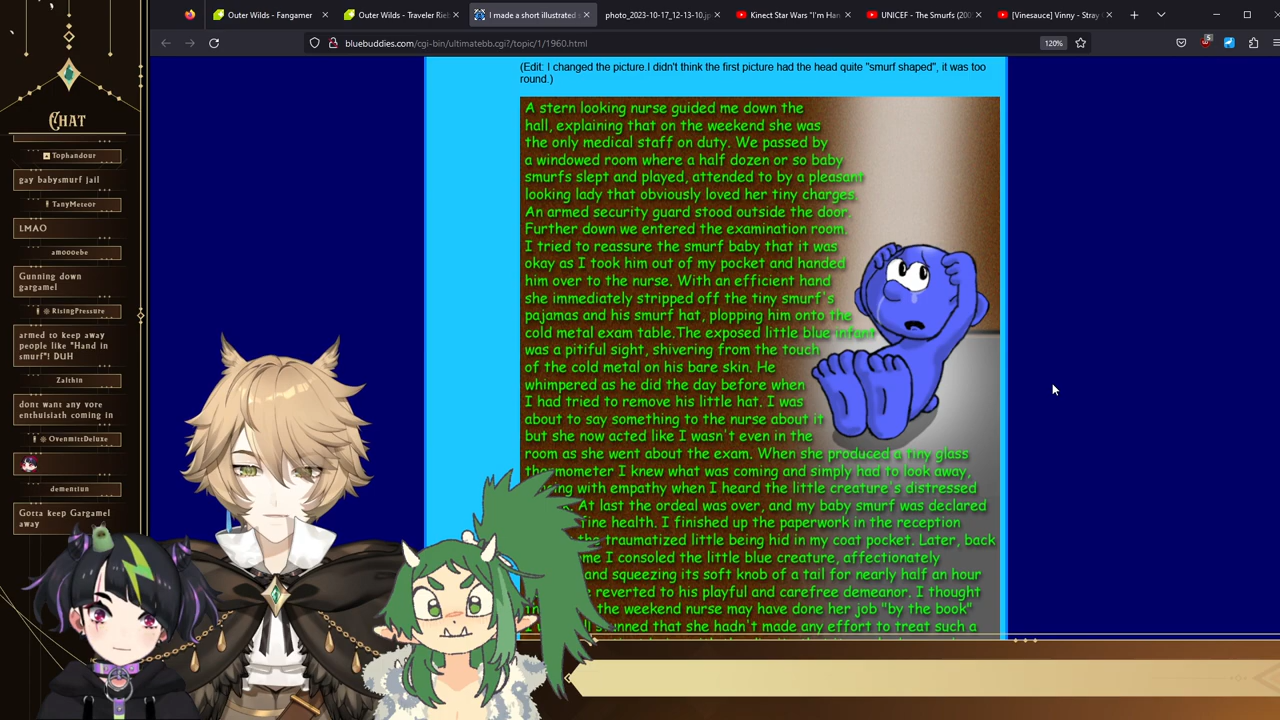 Outer Wilds - Fangamer
Outer Wilds - Traveler Rieb
I made a short illustrated
photo_2023-10-17_12-13-10.jp
Kinect Star Wars "I'm Han
UNICEF - The Smurfs (200
[Vinesauce] Vinny - Stray
bluebuddies.com/cgi-bin/ultimatebb.cgi?/topic/1/1960.html
120%
5
CHAT
Tophandour
gay babysmurf jail
TanyMeteor
LMAO
amoooebe
Gunning down
gargamel
RisingPressure
armed to keep away
people like "Hand in
smurf"! DUH
Zalthin
dont want any vore
enthuisiath coming in
OvenmittDeluxe
dementiun
Gotta keep Gargamel
away
(Edit: I changed the picture.I didn't think the first picture had the head quite "smurf shaped", it was too
round.)
A stern looking nurse guided me down the
hall, explaining that on the weekend she was
the only medical staff on duty. We passed by
a windowed room where a half dozen or so baby
smurfs slept and played, attended to by a pleasant
looking lady that obviously loved her tiny charges.
An armed security guard stood outside the door.
Further down we entered the examination room.
I tried to reassure the smurf baby that it was
okay as I took him out of my pocket and handed
him over to the nurse. With an efficient hand
she immediately stripped off the tiny smurf's
pajamas and his smurf hat, plopping him onto the
cold metal exam table.The exposed little blue infant
was a pitiful sight, shivering from the touch
of the cold metal on his bare skin. He
whimpered as he did the day before when
I had tried to remove his little hat. I was
about to say something to the nurse about it
but she now acted like I wasn't even in the
room as she went about the exam. When she produced a tiny glass
thermometer I knew what was coming and simply had to look away,
with empathy when I heard the little creature's distressed
At last the ordeal was over, and my baby smurf was declared
fine health. I finished up the paperwork in the reception
the traumatized little being hid in my coat pocket. Later, back
I consoled the little blue creature, affectionately
and squeezing its soft knob of a tail for nearly half an hour
reverted to his playful and carefree demeanor. I thought
the weekend nurse may have done her job "by the book"
that she hadn't made any effort to treat such a